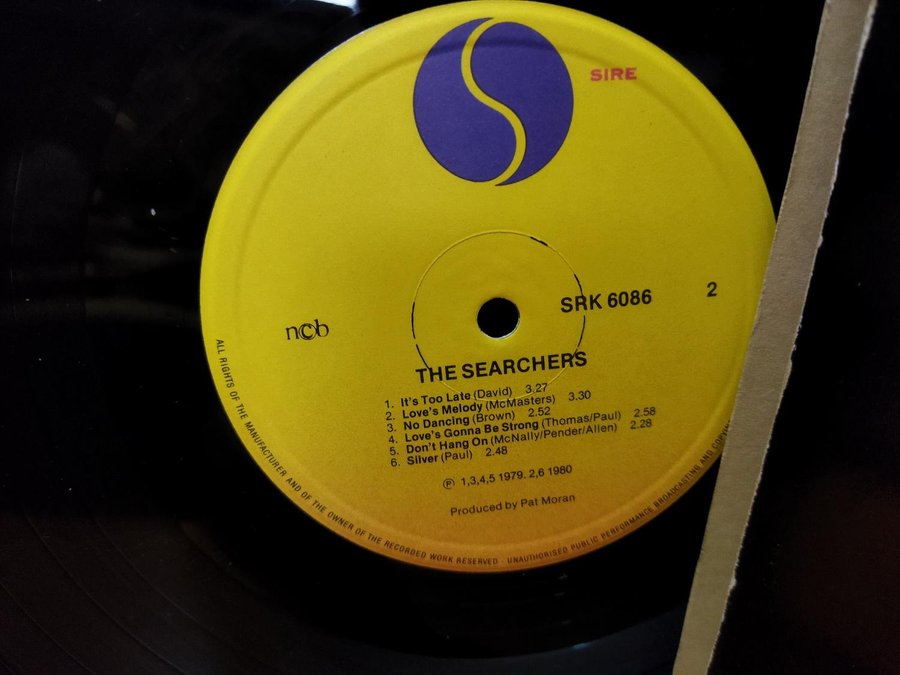 SIRE
SRK 6086
2
ncb
THE SEARCHERS
1. It's Too Late (David) 3.27
2. Love's Melody (McMasters) 3.30
3. No Dancing (Brown) 2.52
4. Love's Gonna Be Strong (Thomas/Paul) 2.58
5. Don't Hang On (McNally/Pender/Allen) 2.28
6. Silver (Paul) 2.48
℗ 1,3,4,5 1979. 2,6 1980
Produced by Pat Moran
ALL RIGHTS OF THE MANUFACTURER AND OF THE OWNER OF THE RECORDED WORK RESERVED · UNAUTHORISED PUBLIC PERFORMANCE BROADCASTING AND